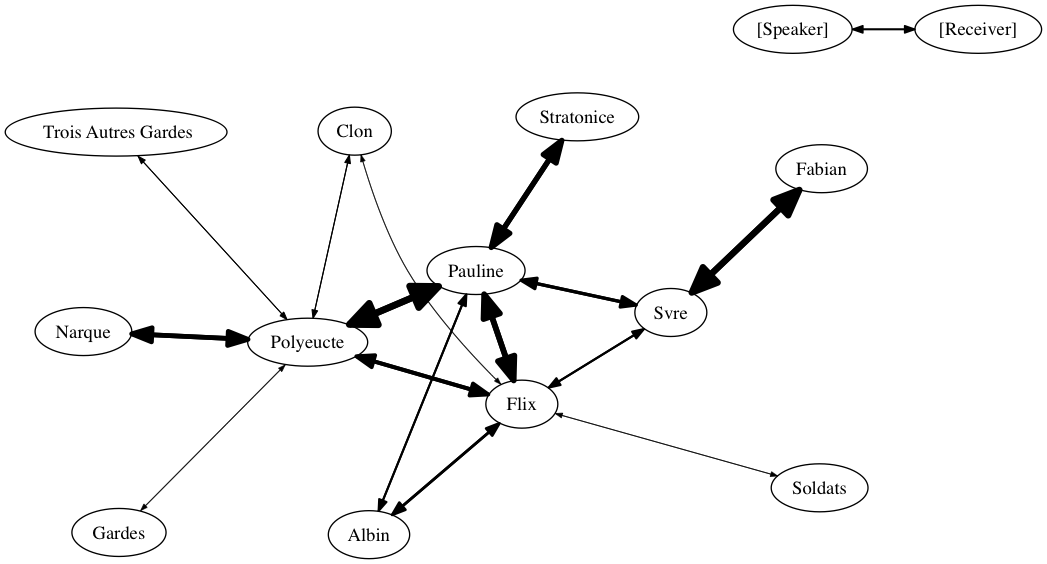 [Speaker]
[Receiver]
Stratonice
Trois Autres Gardes
Clon
Fabian
Pauline
Svre
Narque
Polyeucte
Flix
Soldats
Gardes
Albin